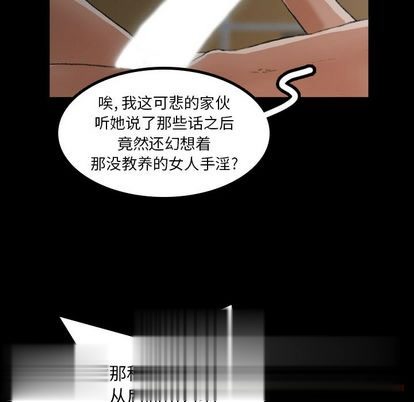 唉,我这可悲的家伙
听她说了那些话之后
竟然还幻想着
那没教养的女人手淫?
那
从